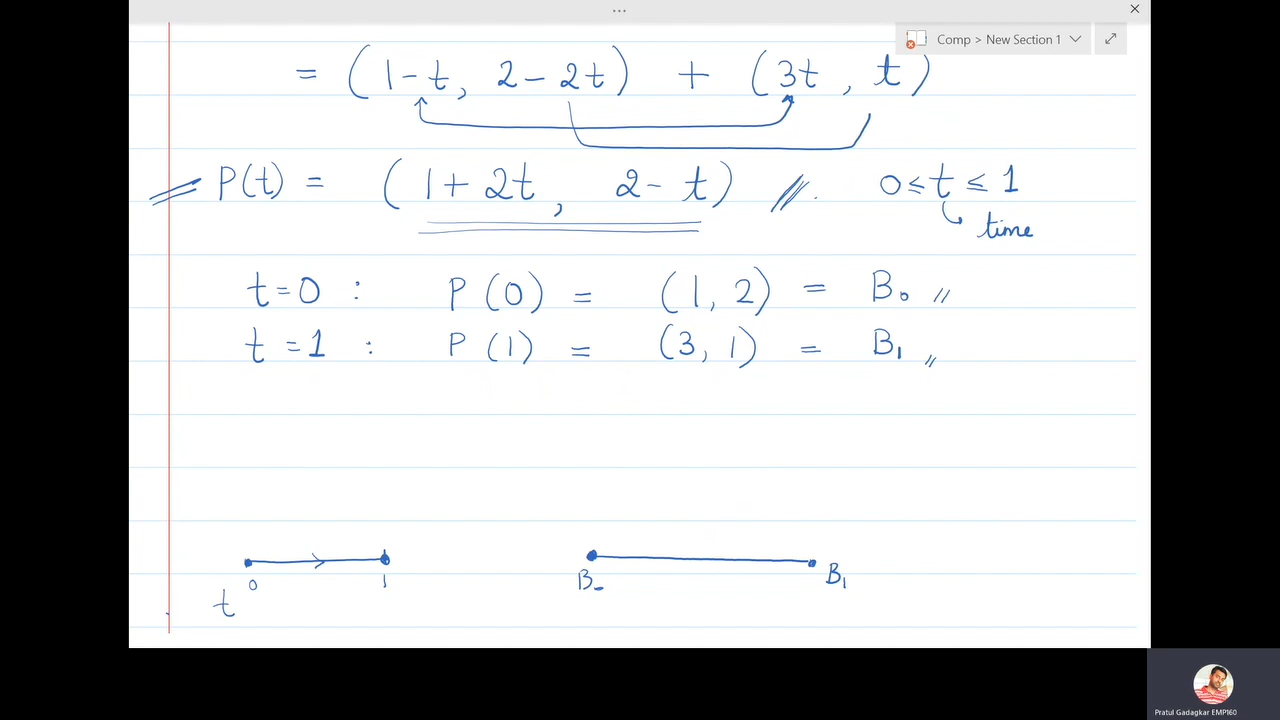 ...
Comp > New Section 1
= (1-t, 2-2t) + (3t, t)
P(t) = (1+2t, 2-t) //. 0≤t≤1
time
t=0 : P(0) = (1, 2) = B₀ //
t=1 : P(1) = (3, 1) = B₁ //
0 1 B₀ B₁
t
Pratul Gadagkar EMP160